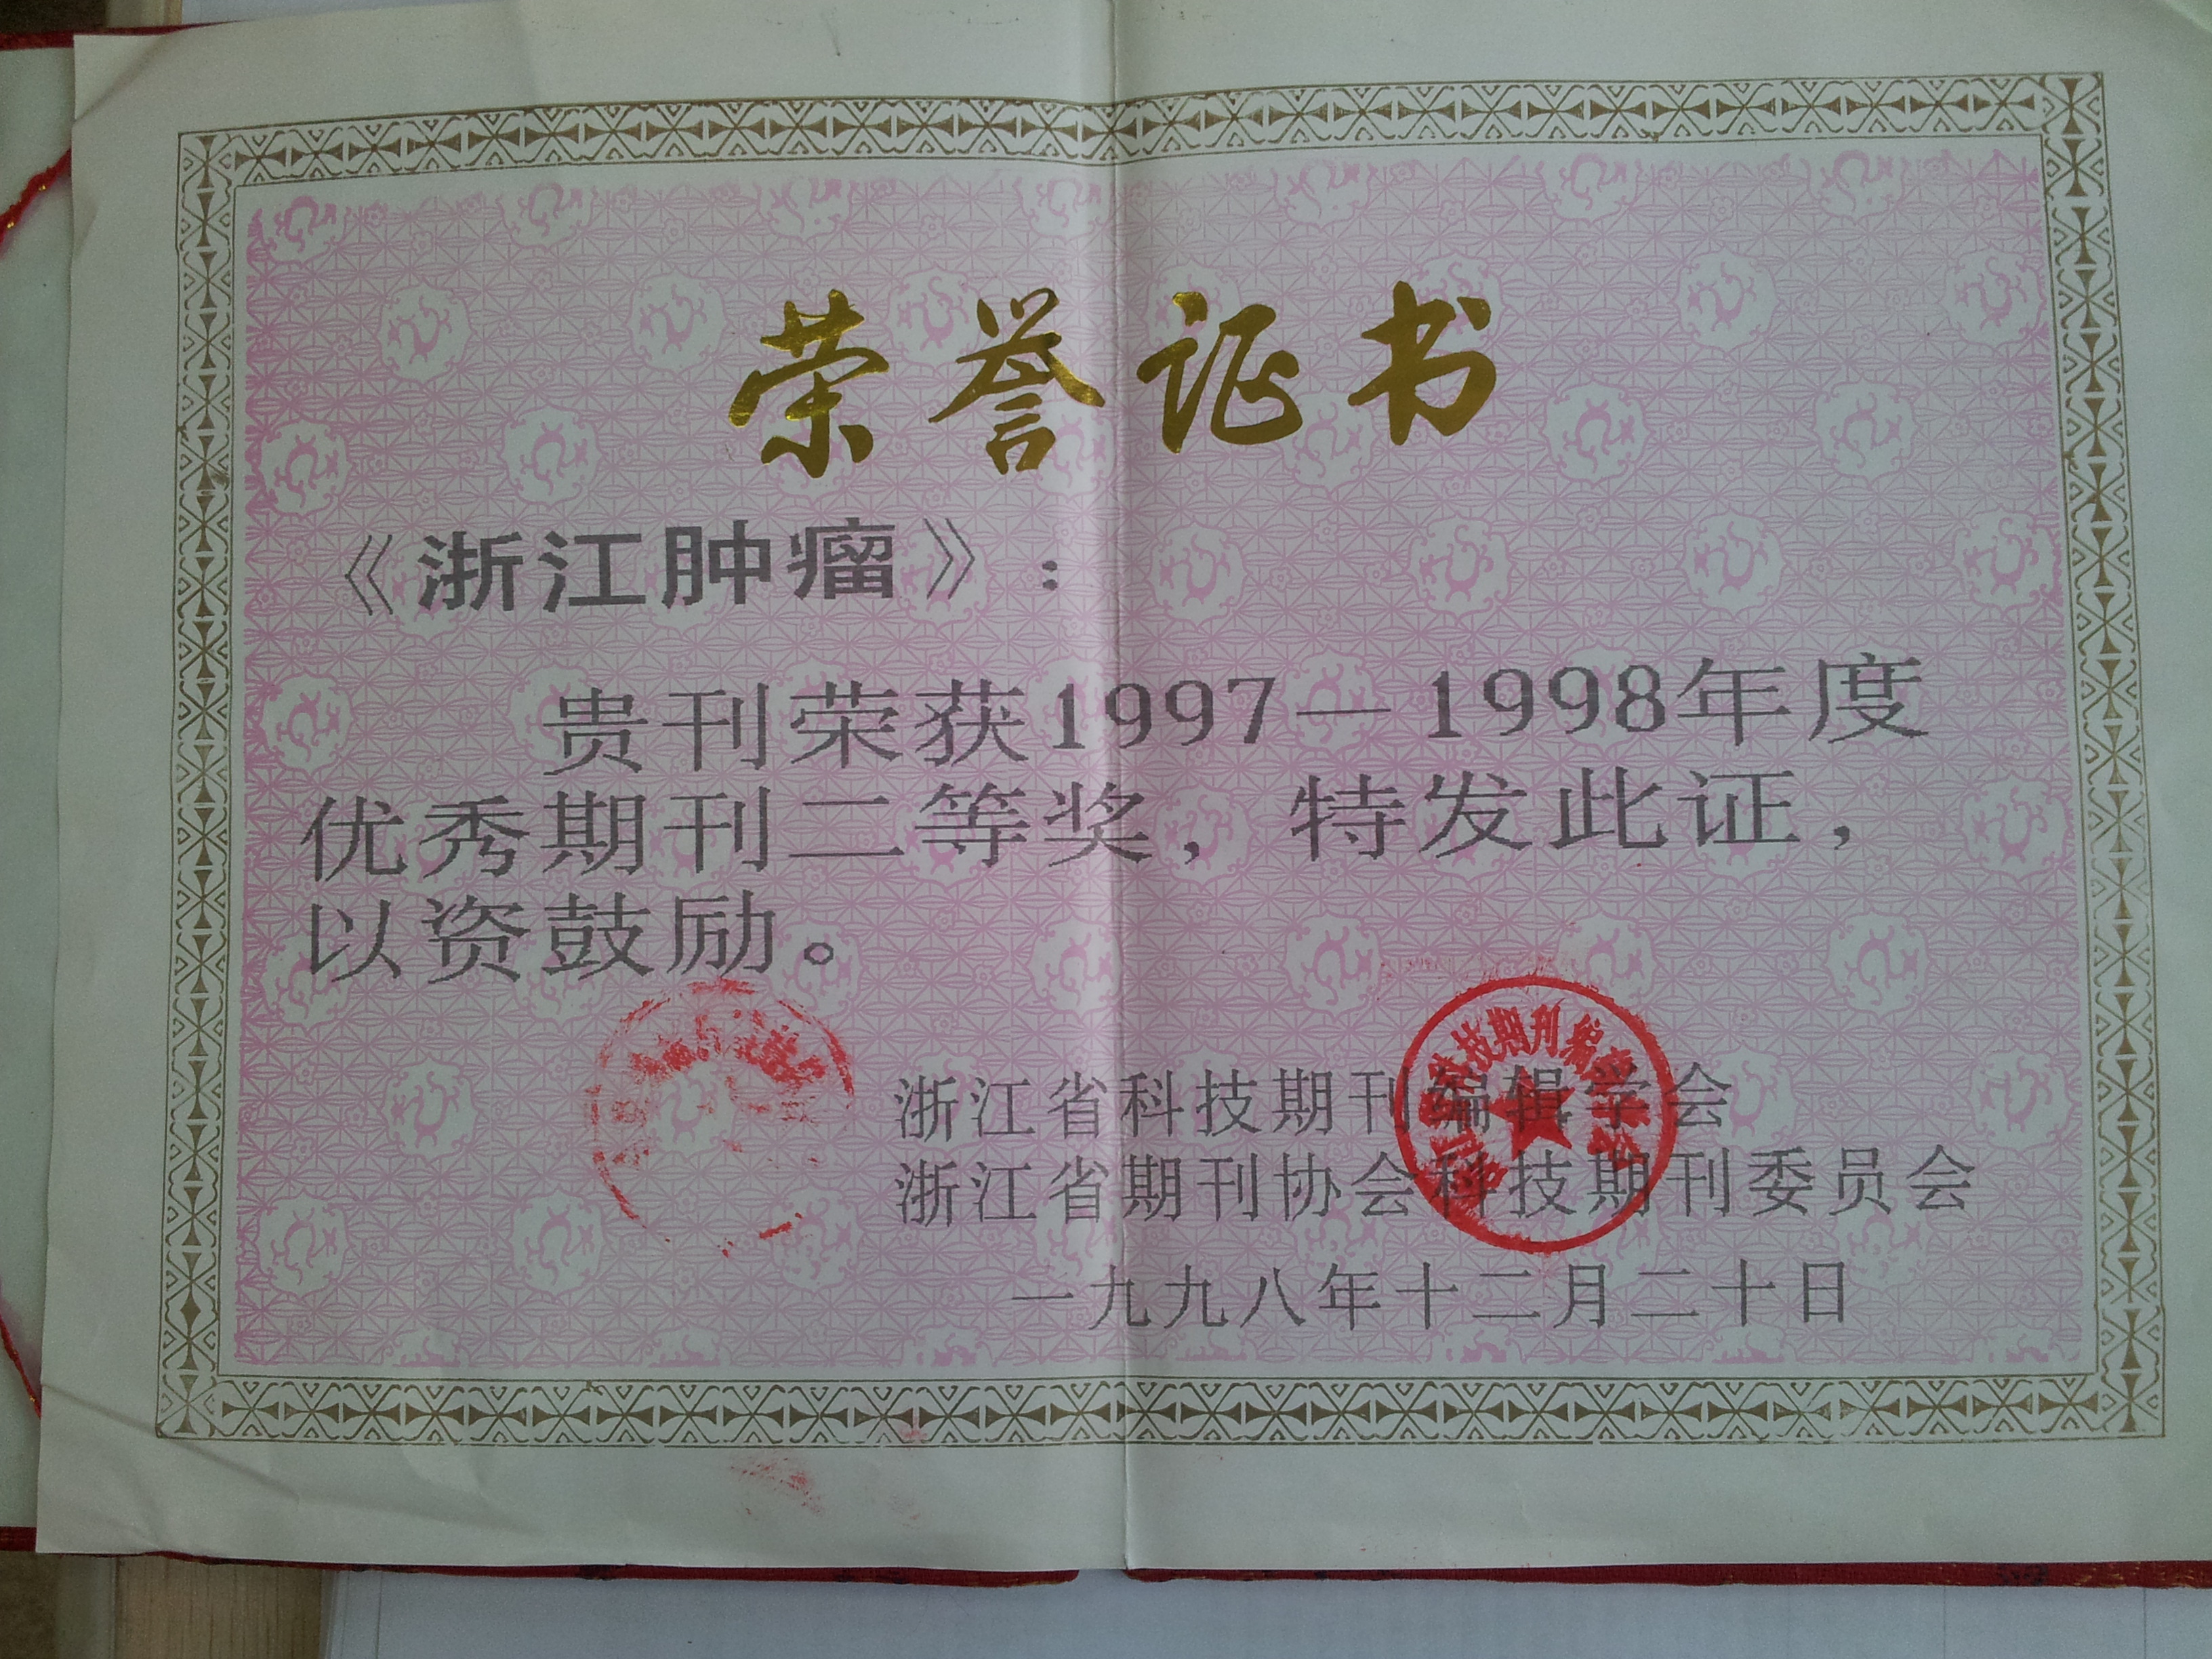 荣誉证书
《浙江肿瘤》:
贵刊荣获1997—1998年度
优秀期刊二等奖，特发此证，
以资鼓励。
浙江省科技期刊编辑学会
浙江省期刊协会科技期刊委员会
一九九八年十二月二十日